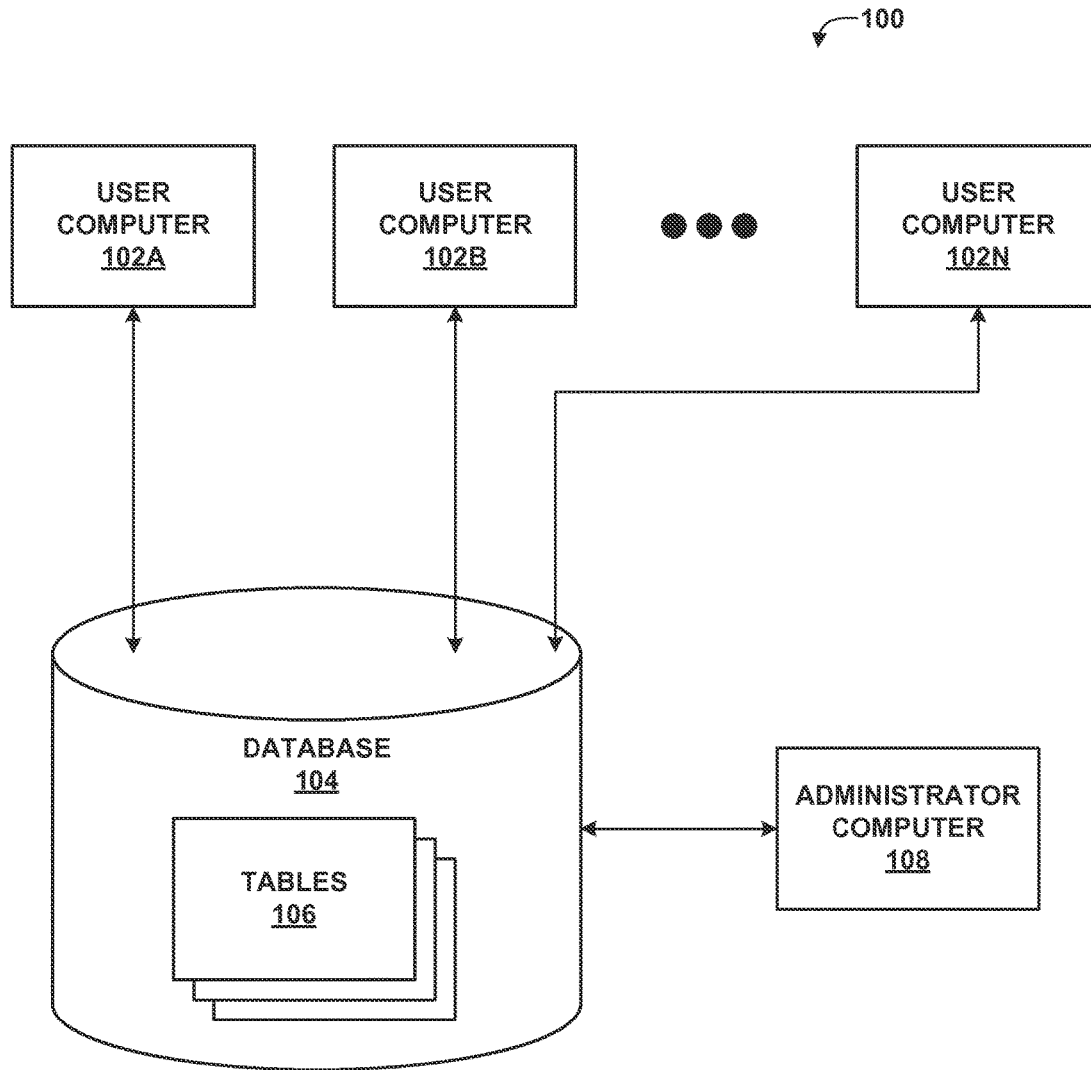 100
USER
COMPUTER
102A
USER
COMPUTER
102B
USER
COMPUTER
102N
DATABASE
104
TABLES
106
ADMINISTRATOR
COMPUTER
108